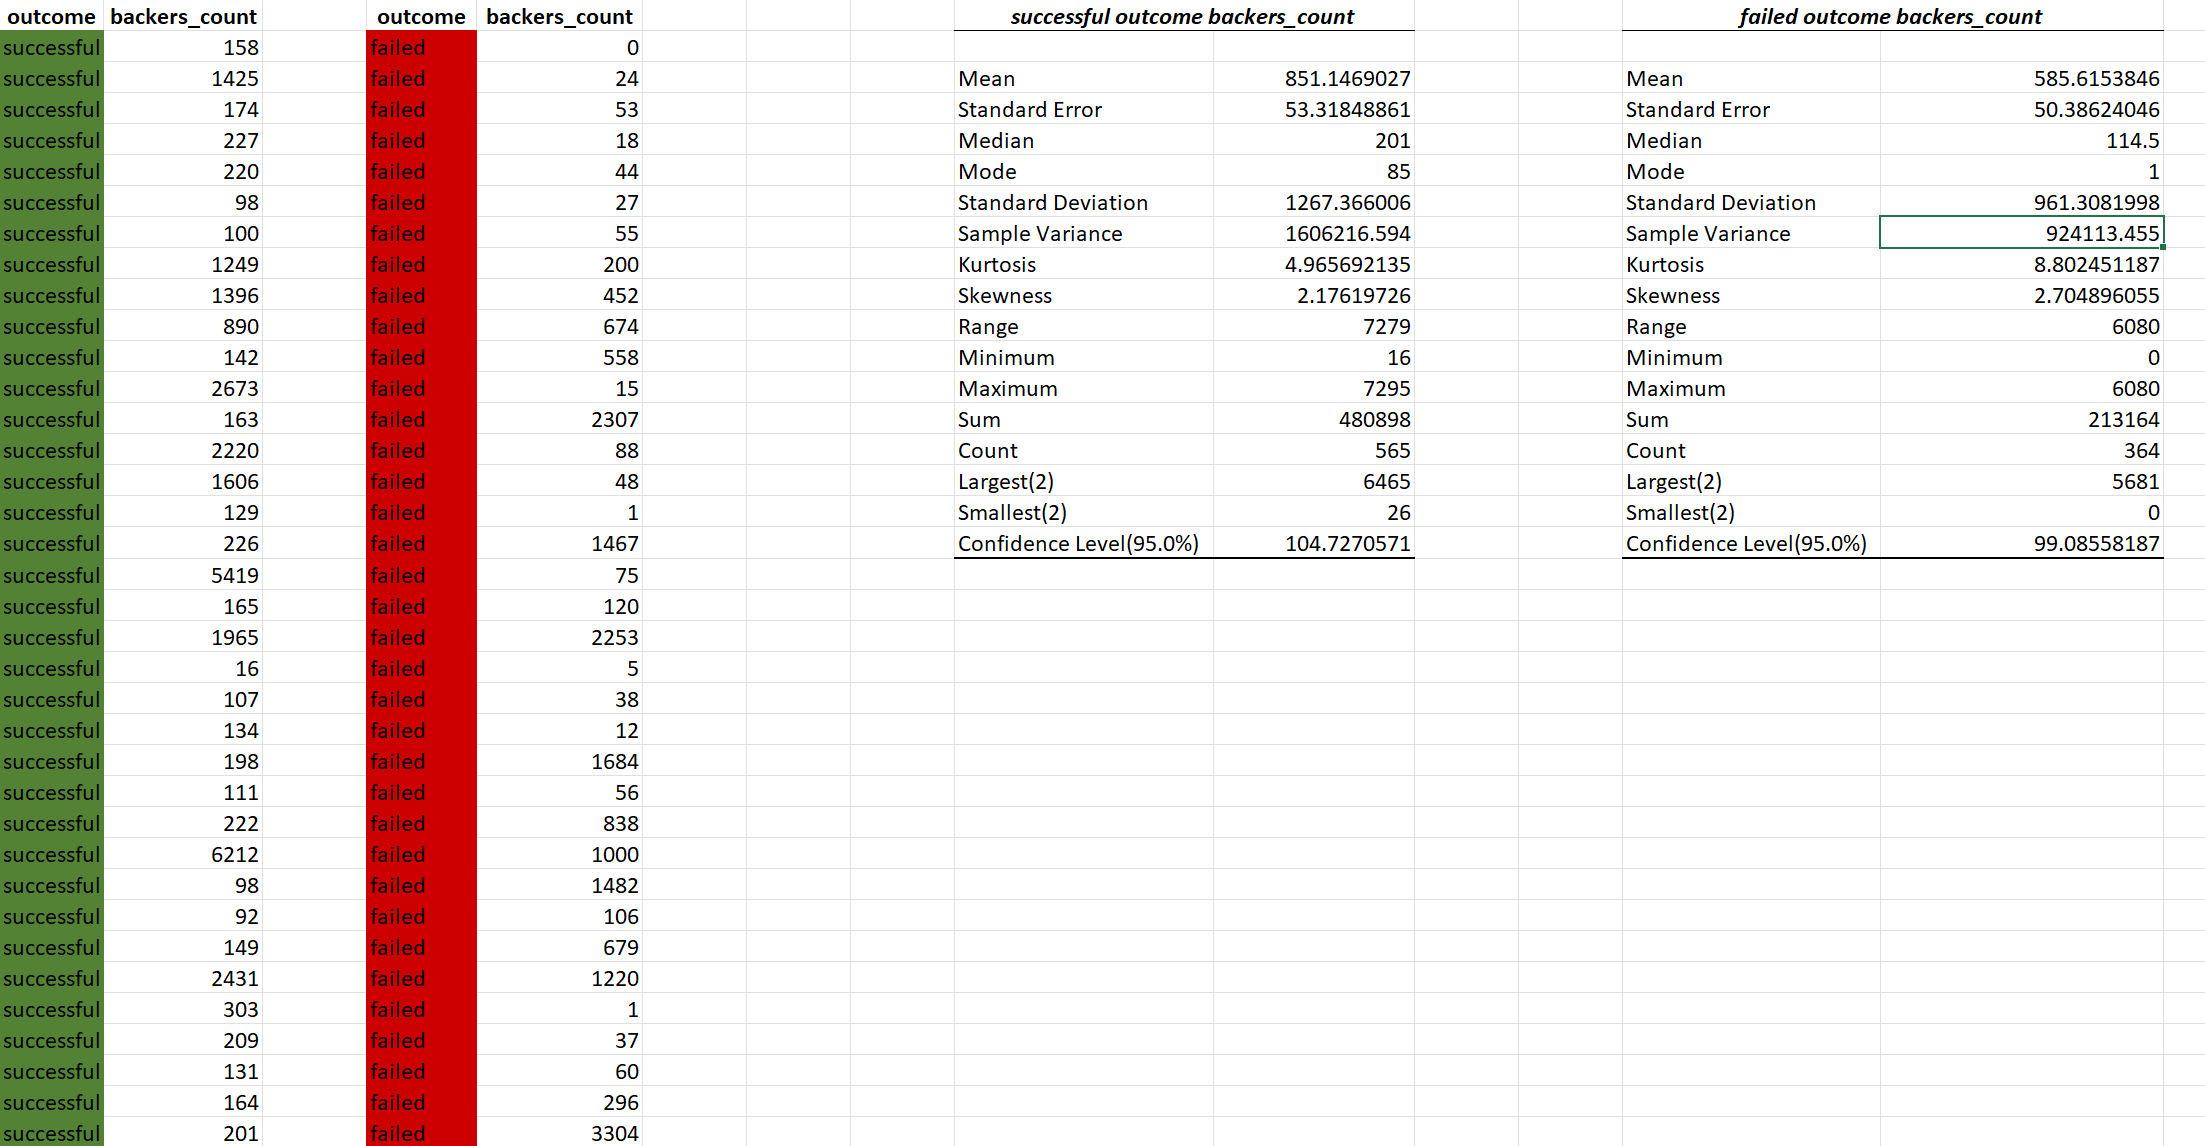 outcome backers_count outcome backers_count successful outcome backers_count failed outcome backers_count
successful 158 failed 0
successful 1425 failed 24 Mean 851.1469027 Mean 585.6153846
successful 174 failed 53 Standard Error 53.31848861 Standard Error 50.38624046
successful 227 failed 18 Median 201 Median 114.5
successful 220 failed 44 Mode 85 Mode 1
successful 98 failed 27 Standard Deviation 1267.366006 Standard Deviation 961.3081998
successful 100 failed 55 Sample Variance 1606216.594 Sample Variance 924113.455
successful 1249 failed 200 Kurtosis 4.965692135 Kurtosis 8.802451187
successful 1396 failed 452 Skewness 2.17619726 Skewness 2.704896055
successful 890 failed 674 Range 7279 Range 6080
successful 142 failed 558 Minimum 16 Minimum 0
successful 2673 failed 15 Maximum 7295 Maximum 6080
successful 163 failed 2307 Sum 480898 Sum 213164
successful 2220 failed 88 Count 565 Count 364
successful 1606 failed 48 Largest(2) 6465 Largest(2) 5681
successful 129 failed 1 Smallest(2) 26 Smallest(2) 0
successful 226 failed 1467 Confidence Level(95.0%) 104.7270571 Confidence Level(95.0%) 99.08558187
successful 5419 failed 75
successful 165 failed 120
successful 1965 failed 2253
successful 16 failed 5
successful 107 failed 38
successful 134 failed 12
successful 198 failed 1684
successful 111 failed 56
successful 222 failed 838
successful 6212 failed 1000
successful 98 failed 1482
successful 92 failed 106
successful 149 failed 679
successful 2431 failed 1220
successful 303 failed 1
successful 209 failed 37
successful 131 failed 60
successful 164 failed 296
successful 201 failed 3304